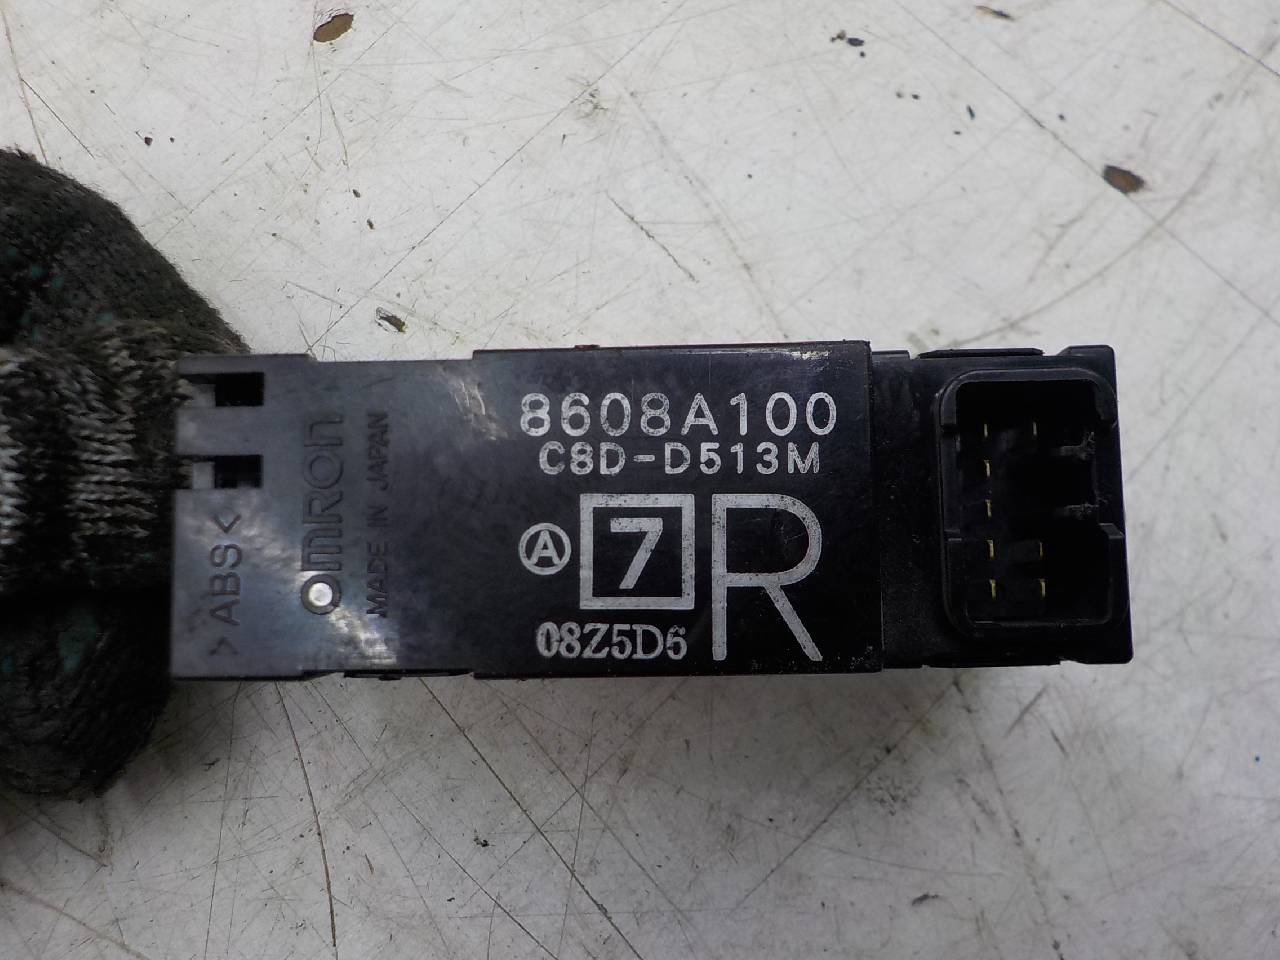 8608A100
C8D-D513M
A 7 R
08Z5D6
omron
MADE IN JAPAN
>ABS<